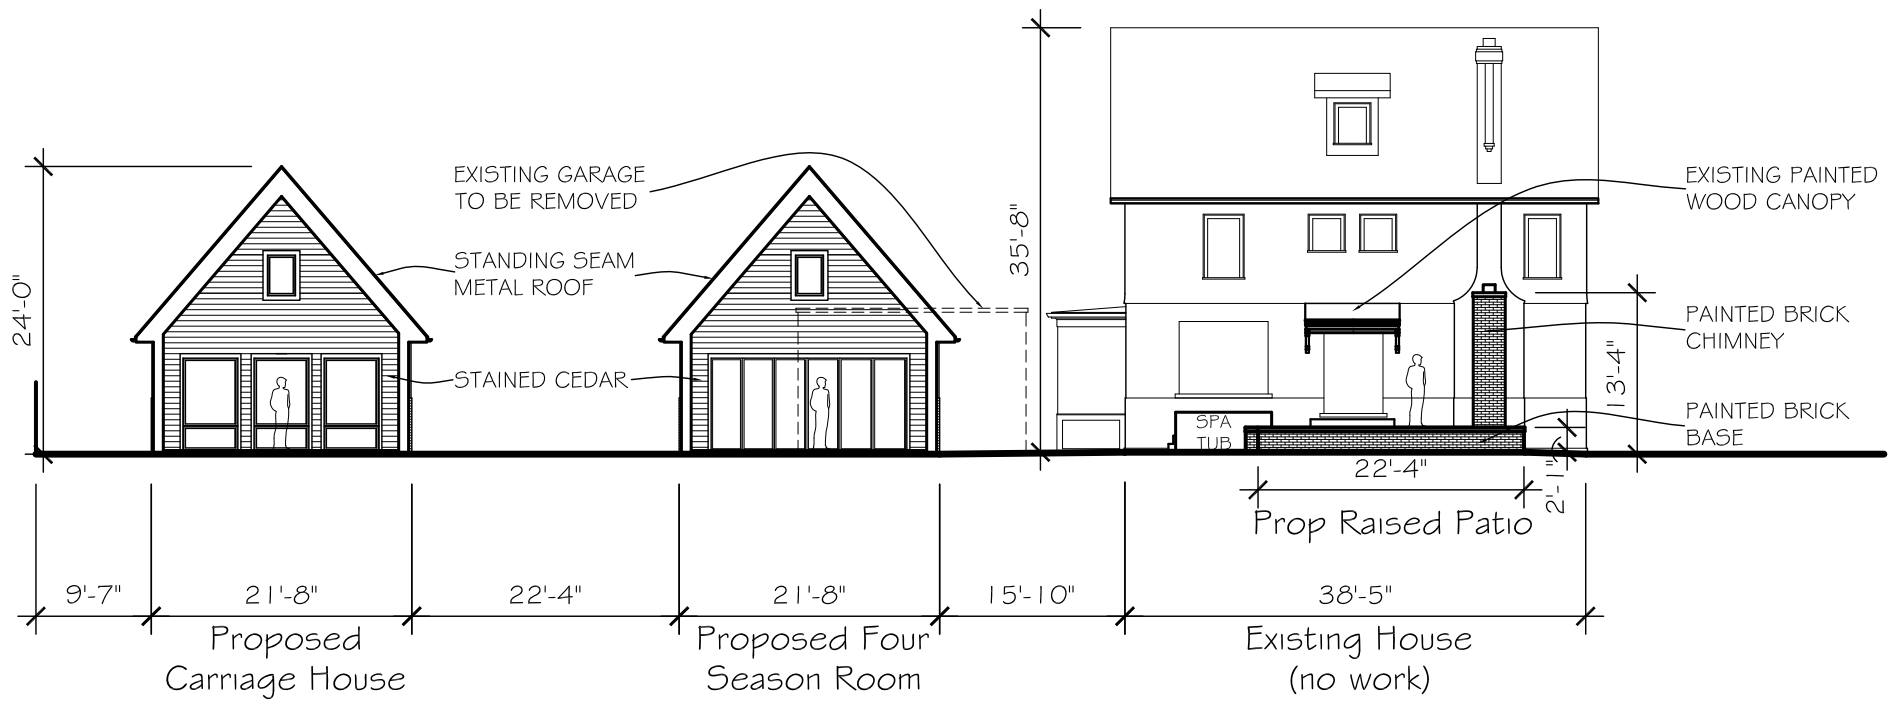 EXISTING GARAGE
TO BE REMOVED
STANDING SEAM
METAL ROOF
STAINED CEDAR
24'-0"
35'-8"
EXISTING PAINTED
WOOD CANOPY
PAINTED BRICK
CHIMNEY
PAINTED BRICK
BASE
13'-4"
2'-1"
SPA
TUB
22'-4"
Prop Raised Patio
9'-7"
21'-8"
22'-4"
21'-8"
15'-10"
38'-5"
Proposed
Carriage House
Proposed Four
Season Room
Existing House
(no work)